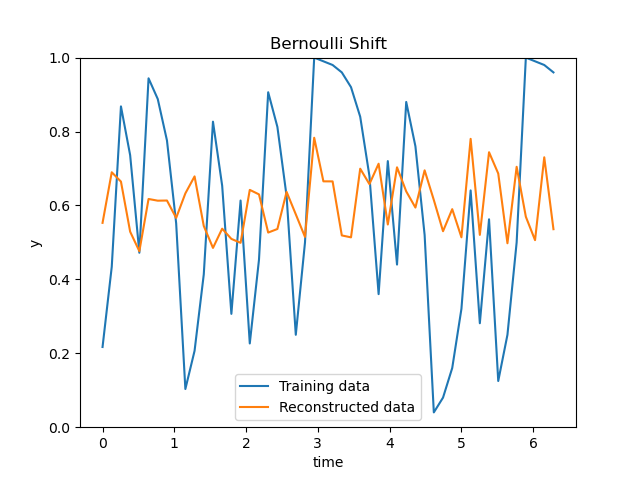 Bernoulli Shift
1.0
0.8
0.6
0.4
0.2
0.0
y
Training data
Reconstructed data
0 1 2 3 4 5 6
time